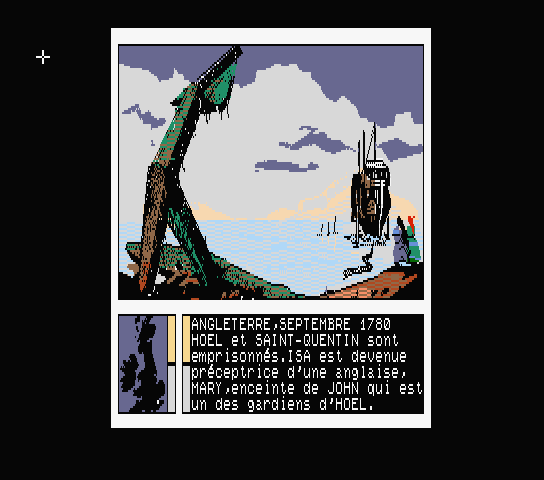 ANGLETERRE,SEPTEMBRE 1780
HOEL et SAINT-QUENTIN sont
emprisonnés.ISA est devenue
préceptrice d'une anglaise,
MARY,enceinte de JOHN qui est
un des gardiens d'HOEL.